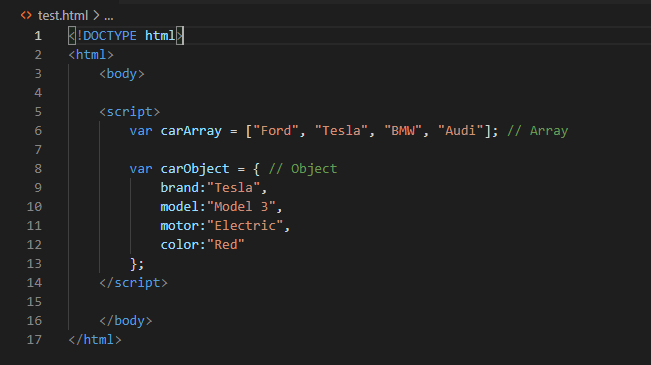 test.html > ...
1 <!DOCTYPE html>
2 <html>
3     <body>
4
5     <script>
6         var carArray = ["Ford", "Tesla", "BMW", "Audi"]; // Array
7
8         var carObject = { // Object
9             brand:"Tesla",
10             model:"Model 3",
11             motor:"Electric",
12             color:"Red"
13         };
14     </script>
15
16     </body>
17 </html>